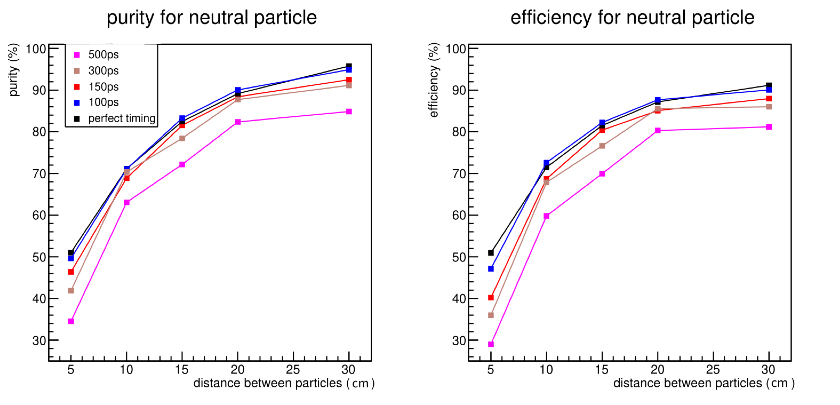 purity for neutral particle
purity (%)
100
90
80
70
60
50
40
30
500ps
300ps
150ps
100ps
perfect timing
5 10 15 20 25 30
distance between particles (cm)
efficiency for neutral particle
efficiency (%)
100
90
80
70
60
50
40
30
5 10 15 20 25 30
distance between particles (cm)